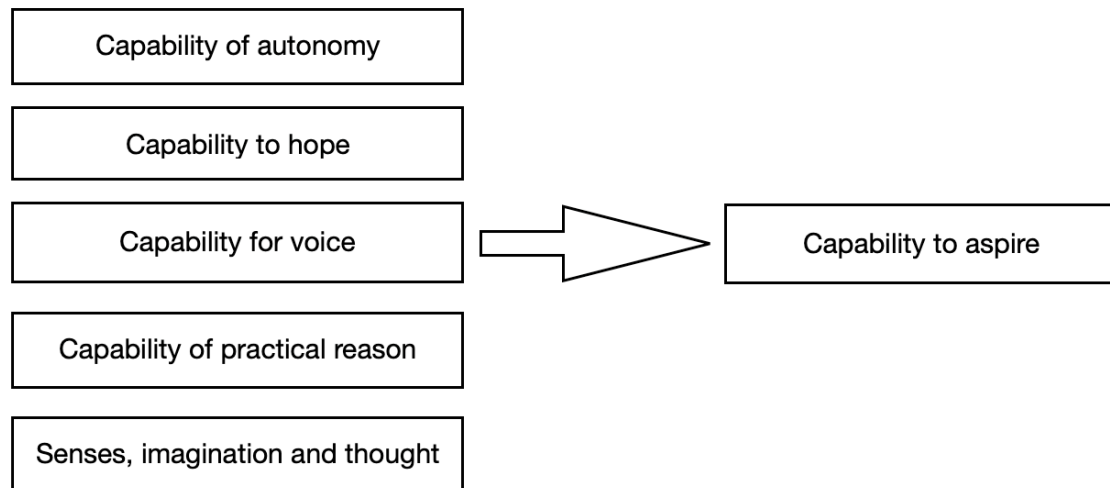 Capability of autonomy
Capability to hope
Capability for voice
Capability to aspire
Capability of practical reason
Senses, imagination and thought